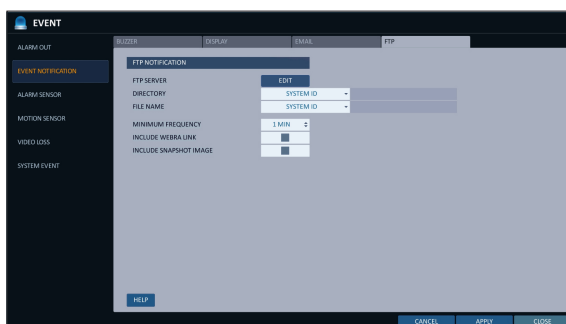 EVENT
ALARM OUT
EVENT NOTIFICATION
ALARM SENSOR
MOTION SENSOR
VIDEO LOSS
SYSTEM EVENT
BUZZER DISPLAY EMAIL FTP
FTP NOTIFICATION
FTP SERVER EDIT
DIRECTORY SYSTEM ID
FILE NAME SYSTEM ID
MINIMUM FREQUENCY 1 MIN
INCLUDE WEBRA LINK
INCLUDE SNAPSHOT IMAGE
HELP
CANCEL APPLY CLOSE